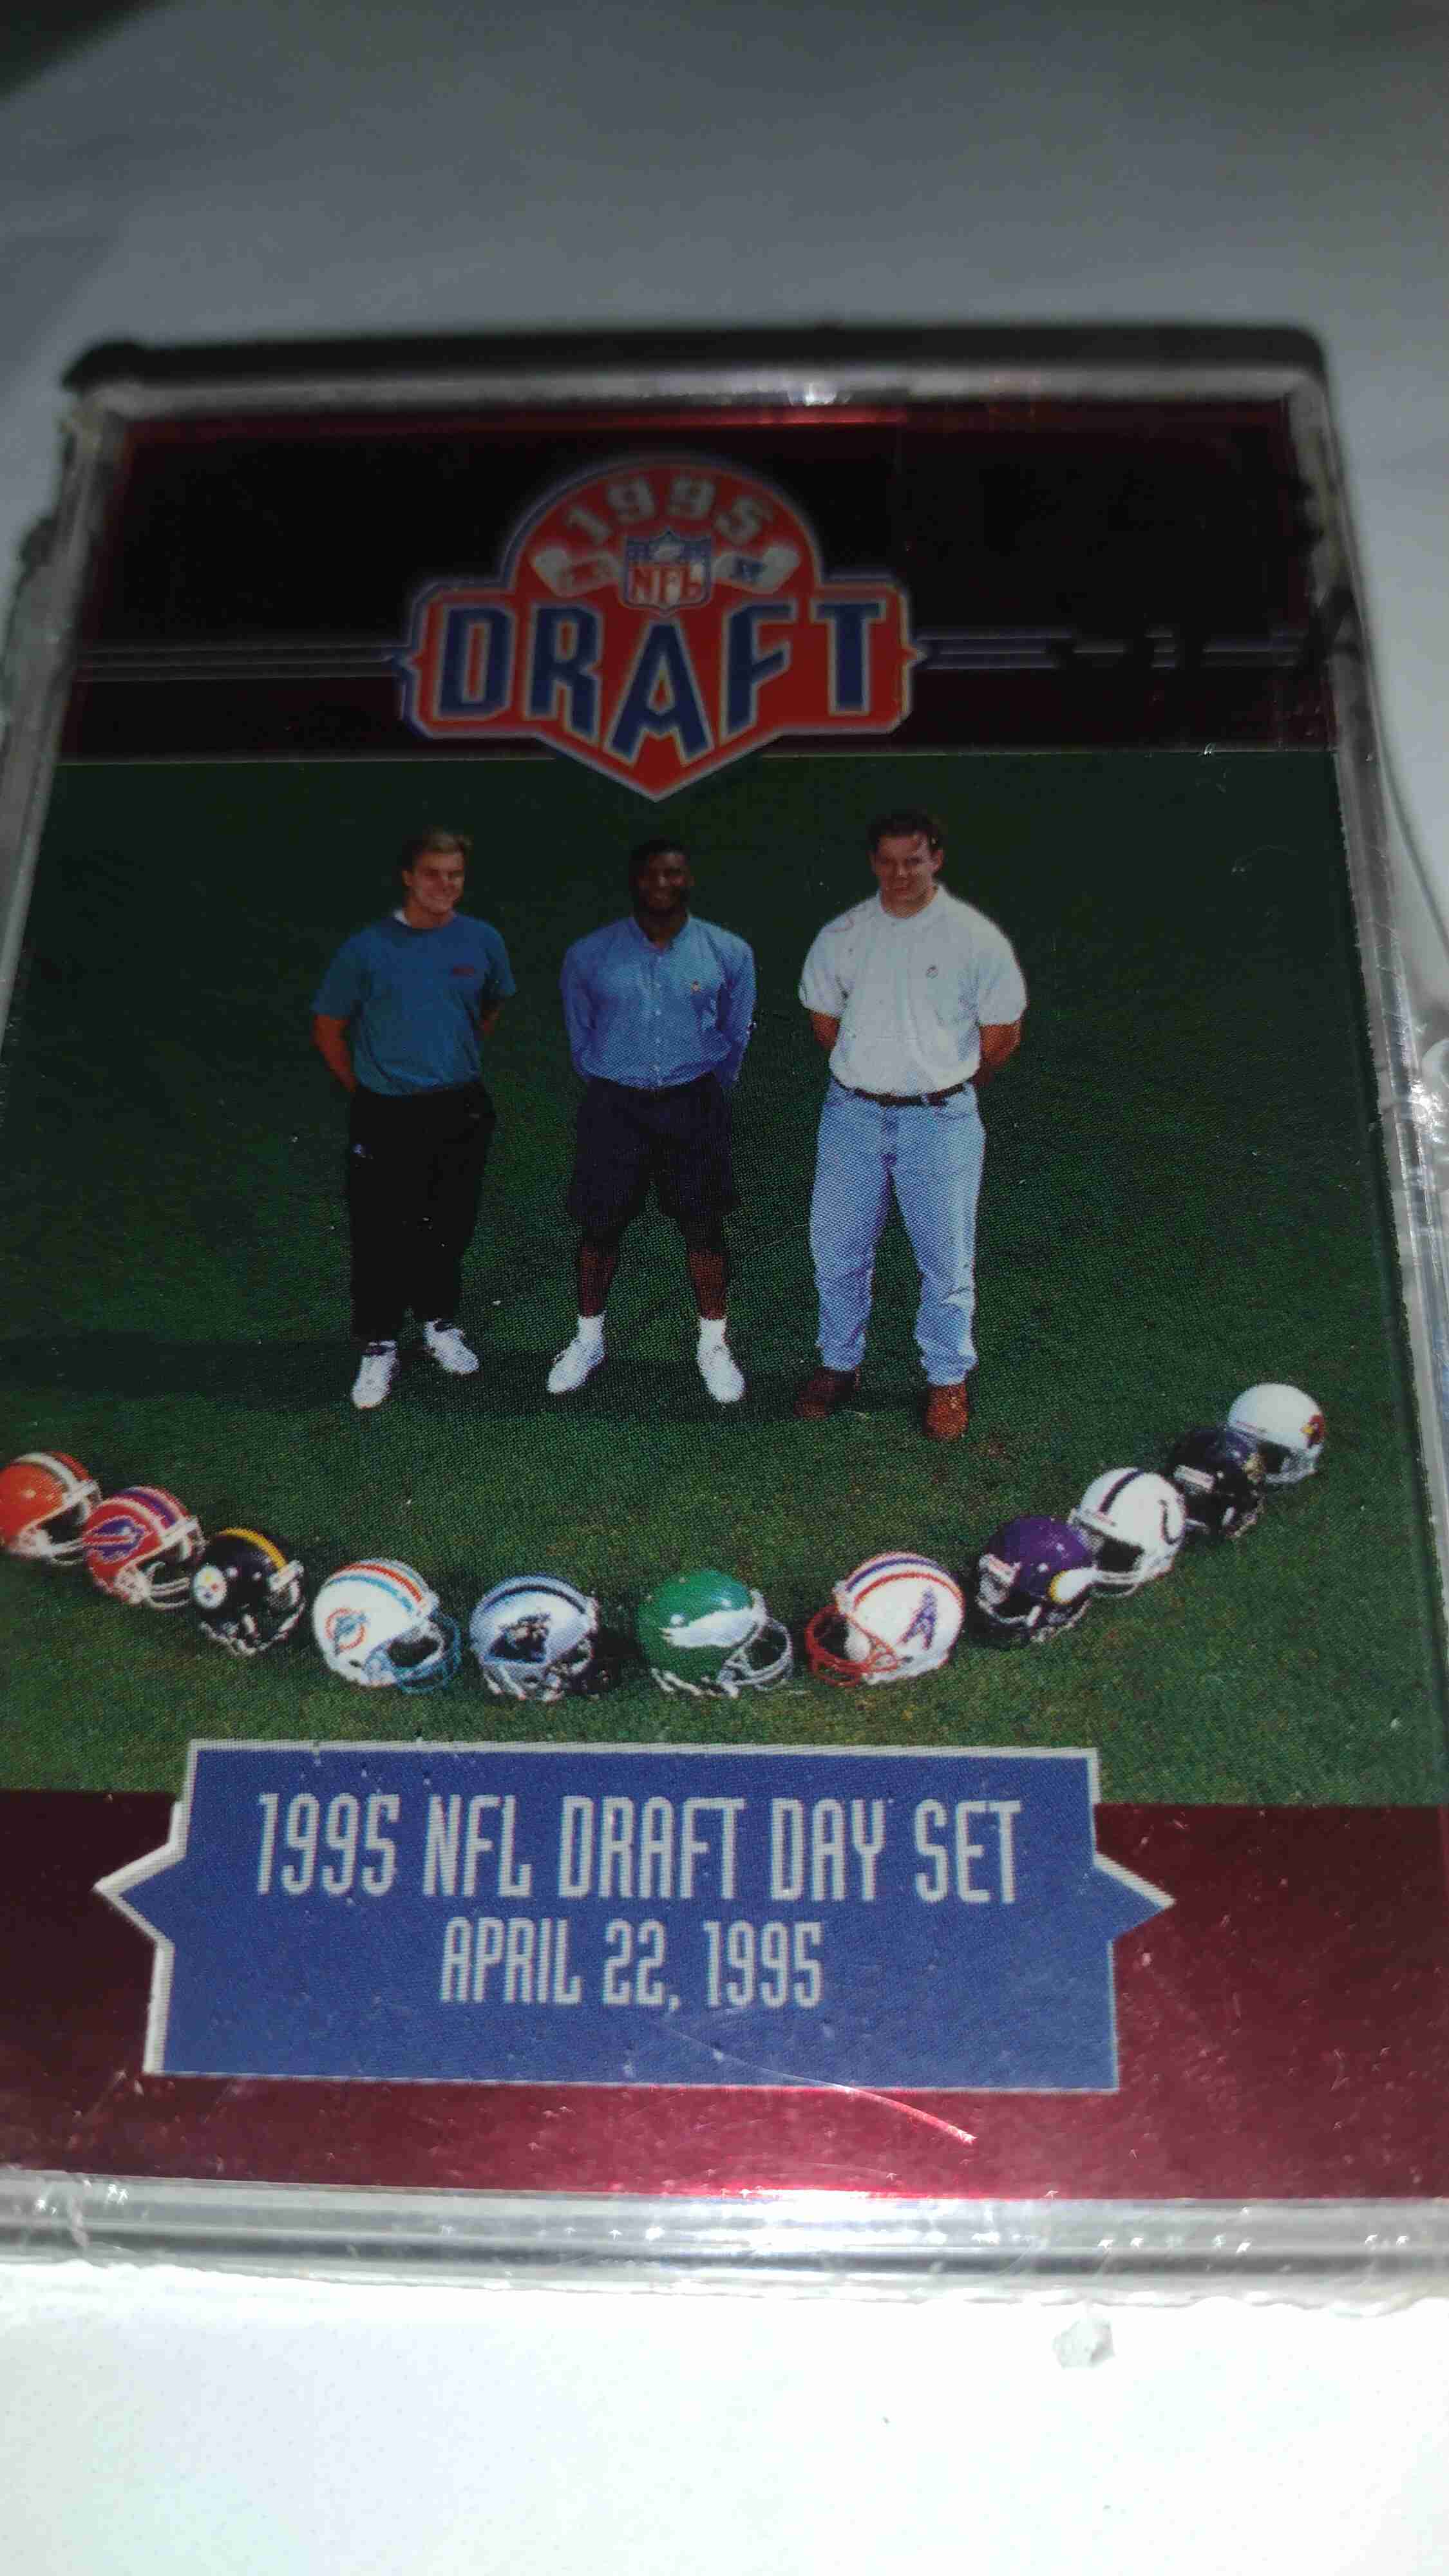 1995
NFL
DRAFT
1995 NFL DRAFT DAY SET
APRIL 22, 1995